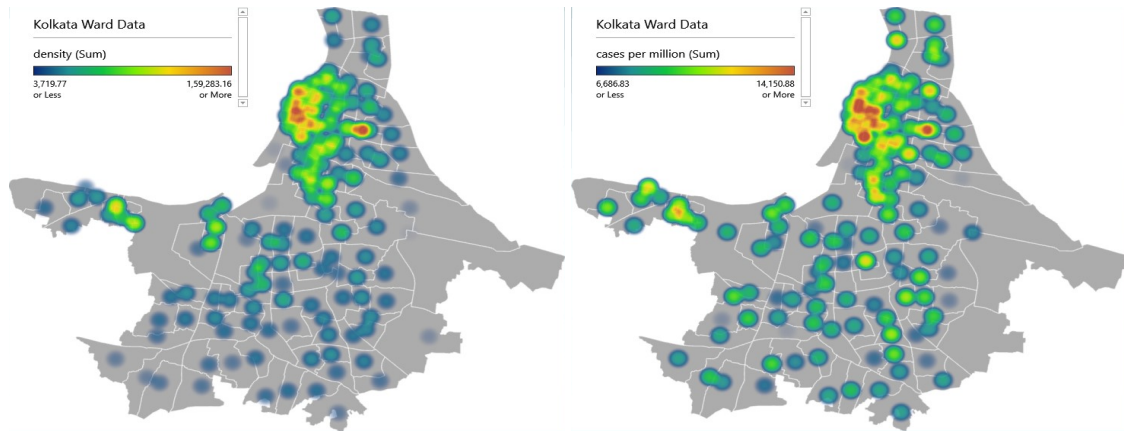 Kolkata Ward Data
density (Sum)
3,719.77 1,59,283.16
or Less or More
Kolkata Ward Data
cases per million (Sum)
6,686.83 14,150.88
or Less or More